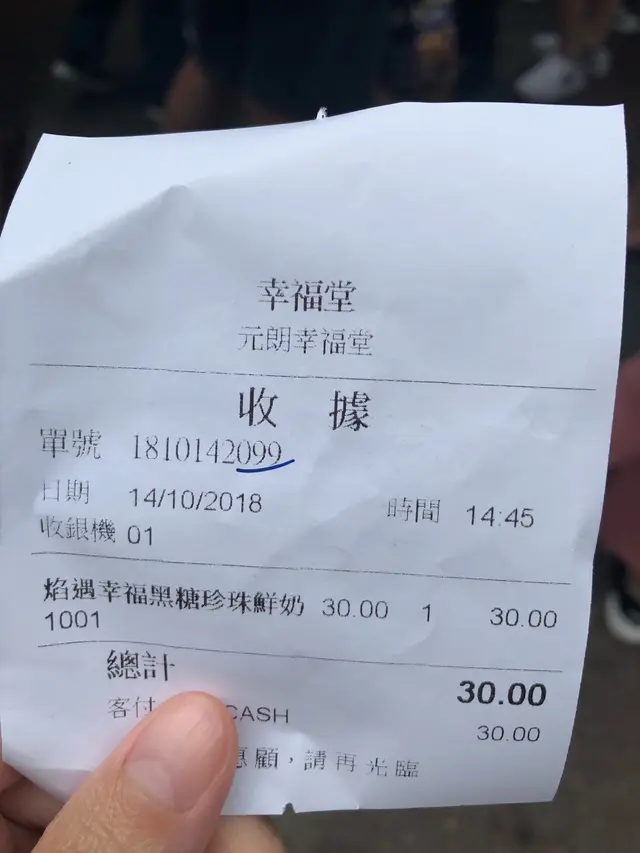 幸福堂
元朗幸福堂
收 據
單號 1810142099
日期 14/10/2018 時間 14:45
收銀機 01
焰遇幸福黑糖珍珠鮮奶 30.00 1 30.00
1001
總計 30.00
客付 CASH 30.00
惠顧，請再光臨